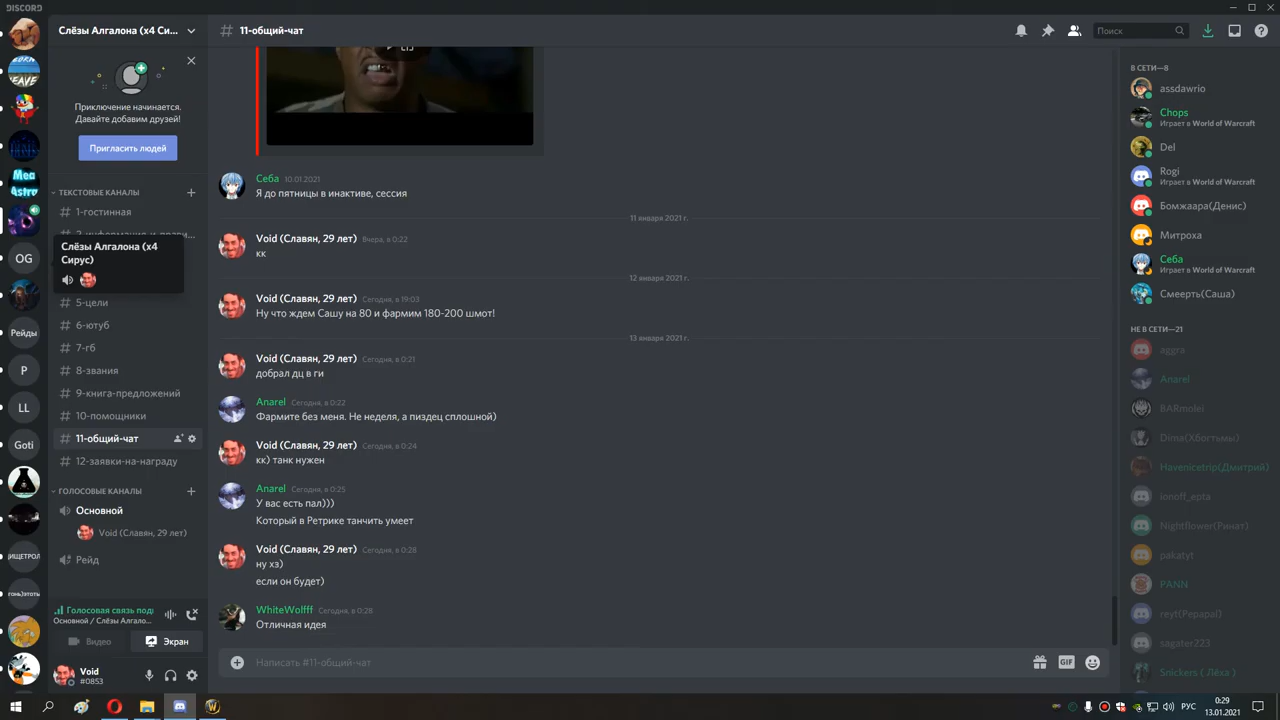 DISCORD
Слёзы Алгалона (x4 Си...
11-общий-чат
Поиск
Приключение начинается.
Давайте добавим друзей!
Пригласить людей
ТЕКСТОВЫЕ КАНАЛЫ
1-гостинная
Слёзы Алгалона (x4
Сирус)
5-цели
6-ютуб
7-гб
8-звания
9-книга-предложений
10-помощники
11-общий-чат
12-заявки-на-награду
ГОЛОСОВЫЕ КАНАЛЫ
Основной
Void (Славян, 29 лет)
Рейд
Голосовая связь под
Основной / Слёзы Алгало...
Видео
Экран
Void
#0853
ORG
LEAVE
Mea
Astro
OG
Рейды
Р
LL
Goti
ИЩЕТРОЛ
гонь)этоть
Себа 10.01.2021
Я до пятницы в инактиве, сессия
11 января 2021 г.
Void (Славян, 29 лет) Вчера, в 0:22
кк
12 января 2021 г.
Void (Славян, 29 лет) Сегодня, в 19:03
Ну что ждем Сашу на 80 и фармим 180-200 шмот!
13 января 2021 г.
Void (Славян, 29 лет) Сегодня, в 0:21
добрал дц в ги
Anarel Сегодня, в 0:22
Фармите без меня. Не неделя, а пиздец сплошной)
Void (Славян, 29 лет) Сегодня, в 0:24
кк) танк нужен
Anarel Сегодня, в 0:25
У вас есть пал)))
Который в Ретрике танчить умеет
Void (Славян, 29 лет) Сегодня, в 0:28
ну хз)
если он будет)
WhiteWolfff Сегодня, в 0:28
Отличная идея
Написать #11-общий-чат
GIF
В СЕТИ—8
assdawrio
Chops
Играет в World of Warcraft
Del
Rogi
Играет в World of Warcraft
Бомжаара(Денис)
Митроха
Себа
Играет в World of Warcraft
Смеерть(Саша)
НЕ В СЕТИ—21
aggra
Anarel
BARmolei
Dima(Хбогтьмы)
Havenicetrip(Дмитрий)
ionoff_epta
Nightflower(Ринат)
pakatyt
PANN
reyt(Pepapal)
sagater223
Snickers ( Лёха )
РУС
0:29
13.01.2021